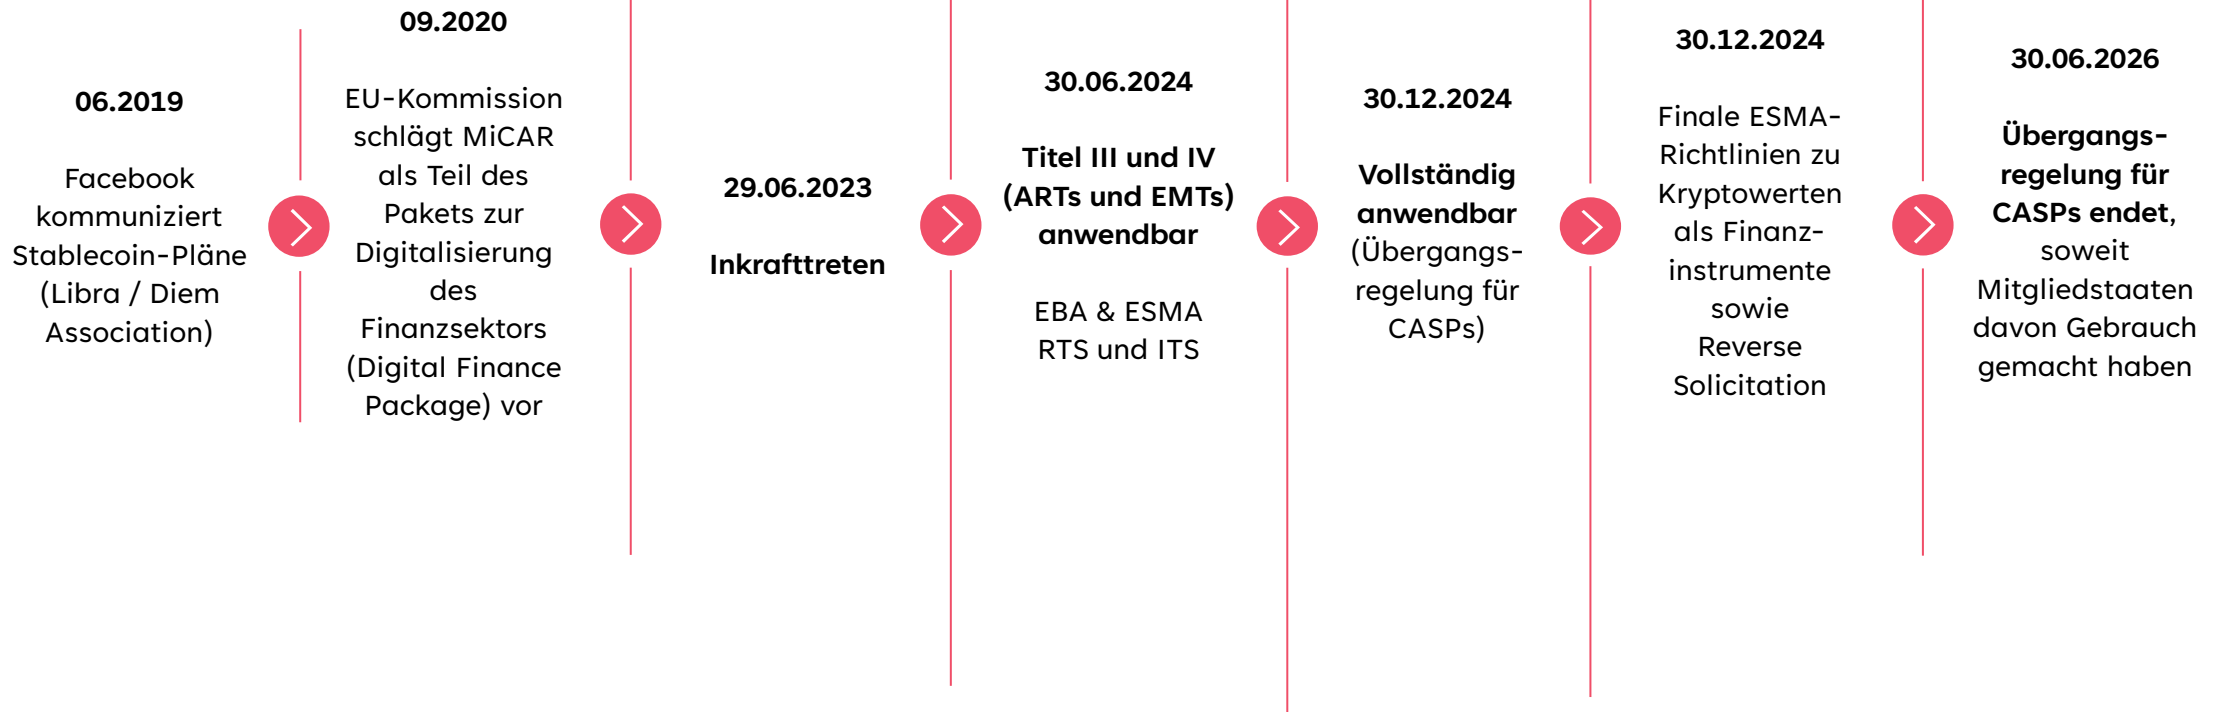 06.2019
Facebook
kommuniziert
Stablecoin-Pläne
(Libra / Diem
Association)
09.2020
EU-Kommission
schlägt MiCAR
als Teil des
Pakets zur
Digitalisierung
des
Finanzsektors
(Digital Finance
Package) vor
29.06.2023
Inkrafttreten
30.06.2024
Titel III und IV
(ARTs und EMTs)
anwendbar
EBA & ESMA
RTS und ITS
30.12.2024
Vollständig
anwendbar
(Übergangs-
regelung für
CASPs)
30.12.2024
Finale ESMA-
Richtlinien zu
Kryptowerten
als Finanz-
instrumente
sowie
Reverse
Solicitation
30.06.2026
Übergangs-
regelung für
CASPs endet,
soweit
Mitgliedstaaten
davon Gebrauch
gemacht haben